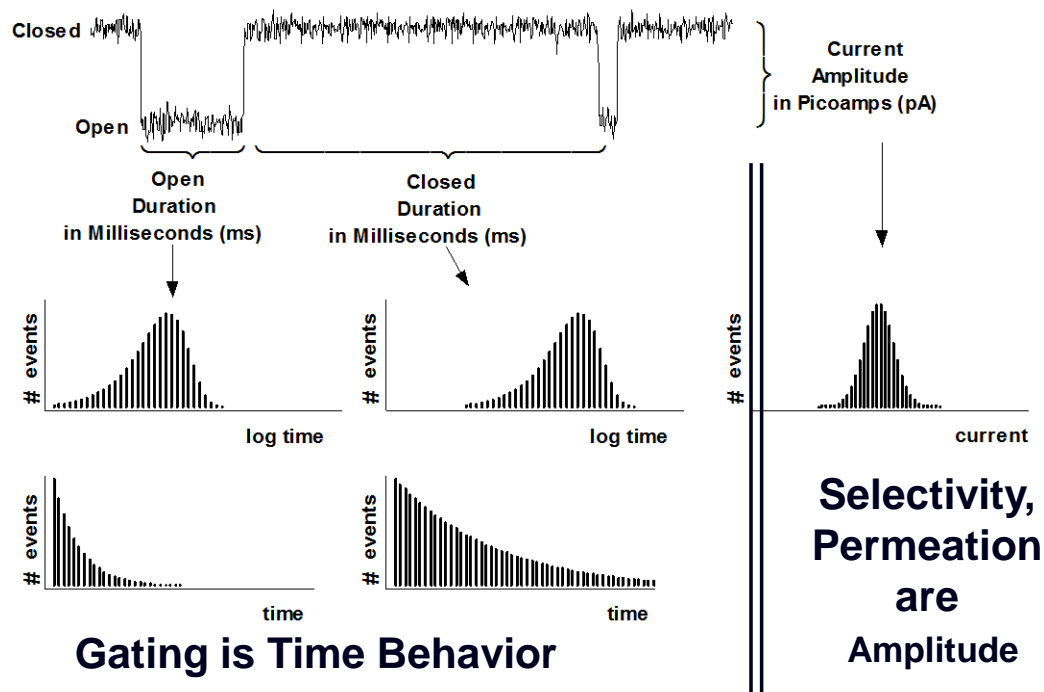 Closed
Open
Current
Amplitude
in Picoamps (pA)
Open
Duration
in Milliseconds (ms)
Closed
Duration
in Milliseconds (ms)
# events
log time
# events
log time
# events
current
# events
time
# events
time
Gating is Time Behavior
Selectivity,
Permeation
are
Amplitude